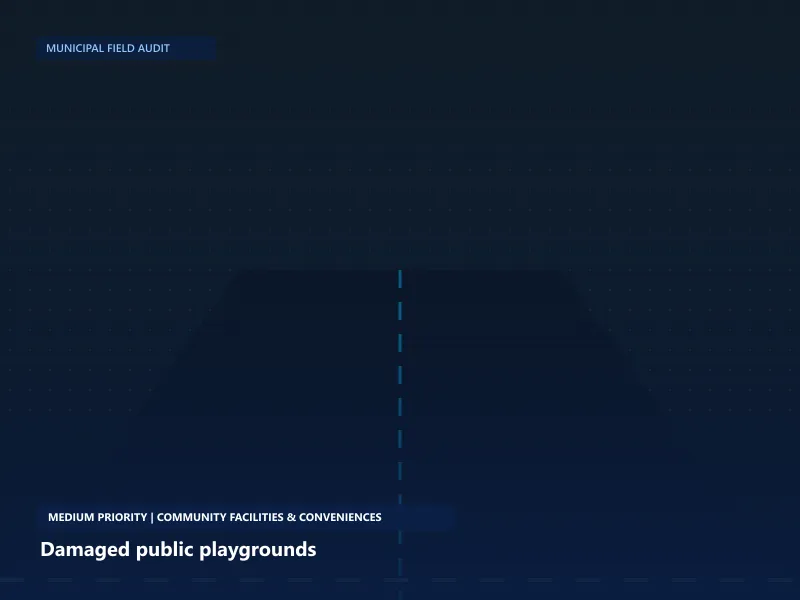 MUNICIPAL FIELD AUDIT
MEDIUM PRIORITY | COMMUNITY FACILITIES & CONVENIENCES
Damaged public playgrounds